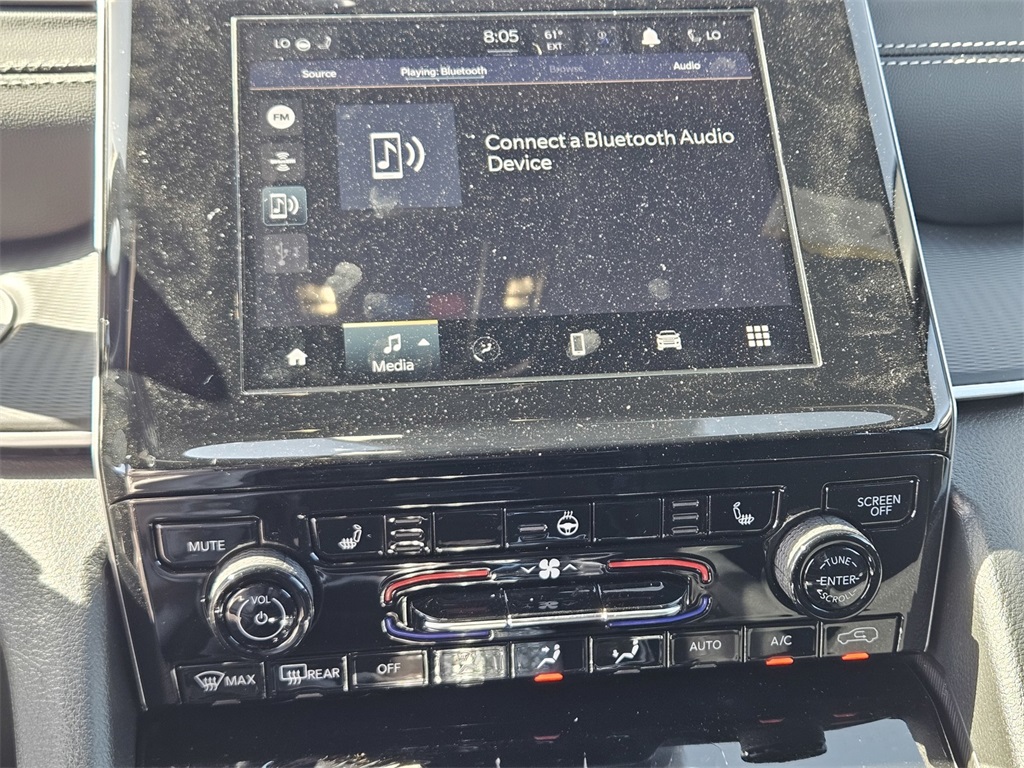 LO 8:05 61° LO
EXT
Source Playing: Bluetooth Browse Audio
FM
Connect a Bluetooth Audio
Device
Media
MUTE
SCREEN
OFF
VOL
TUNE
ENTER
SCROLL
MAX REAR OFF AUTO A/C